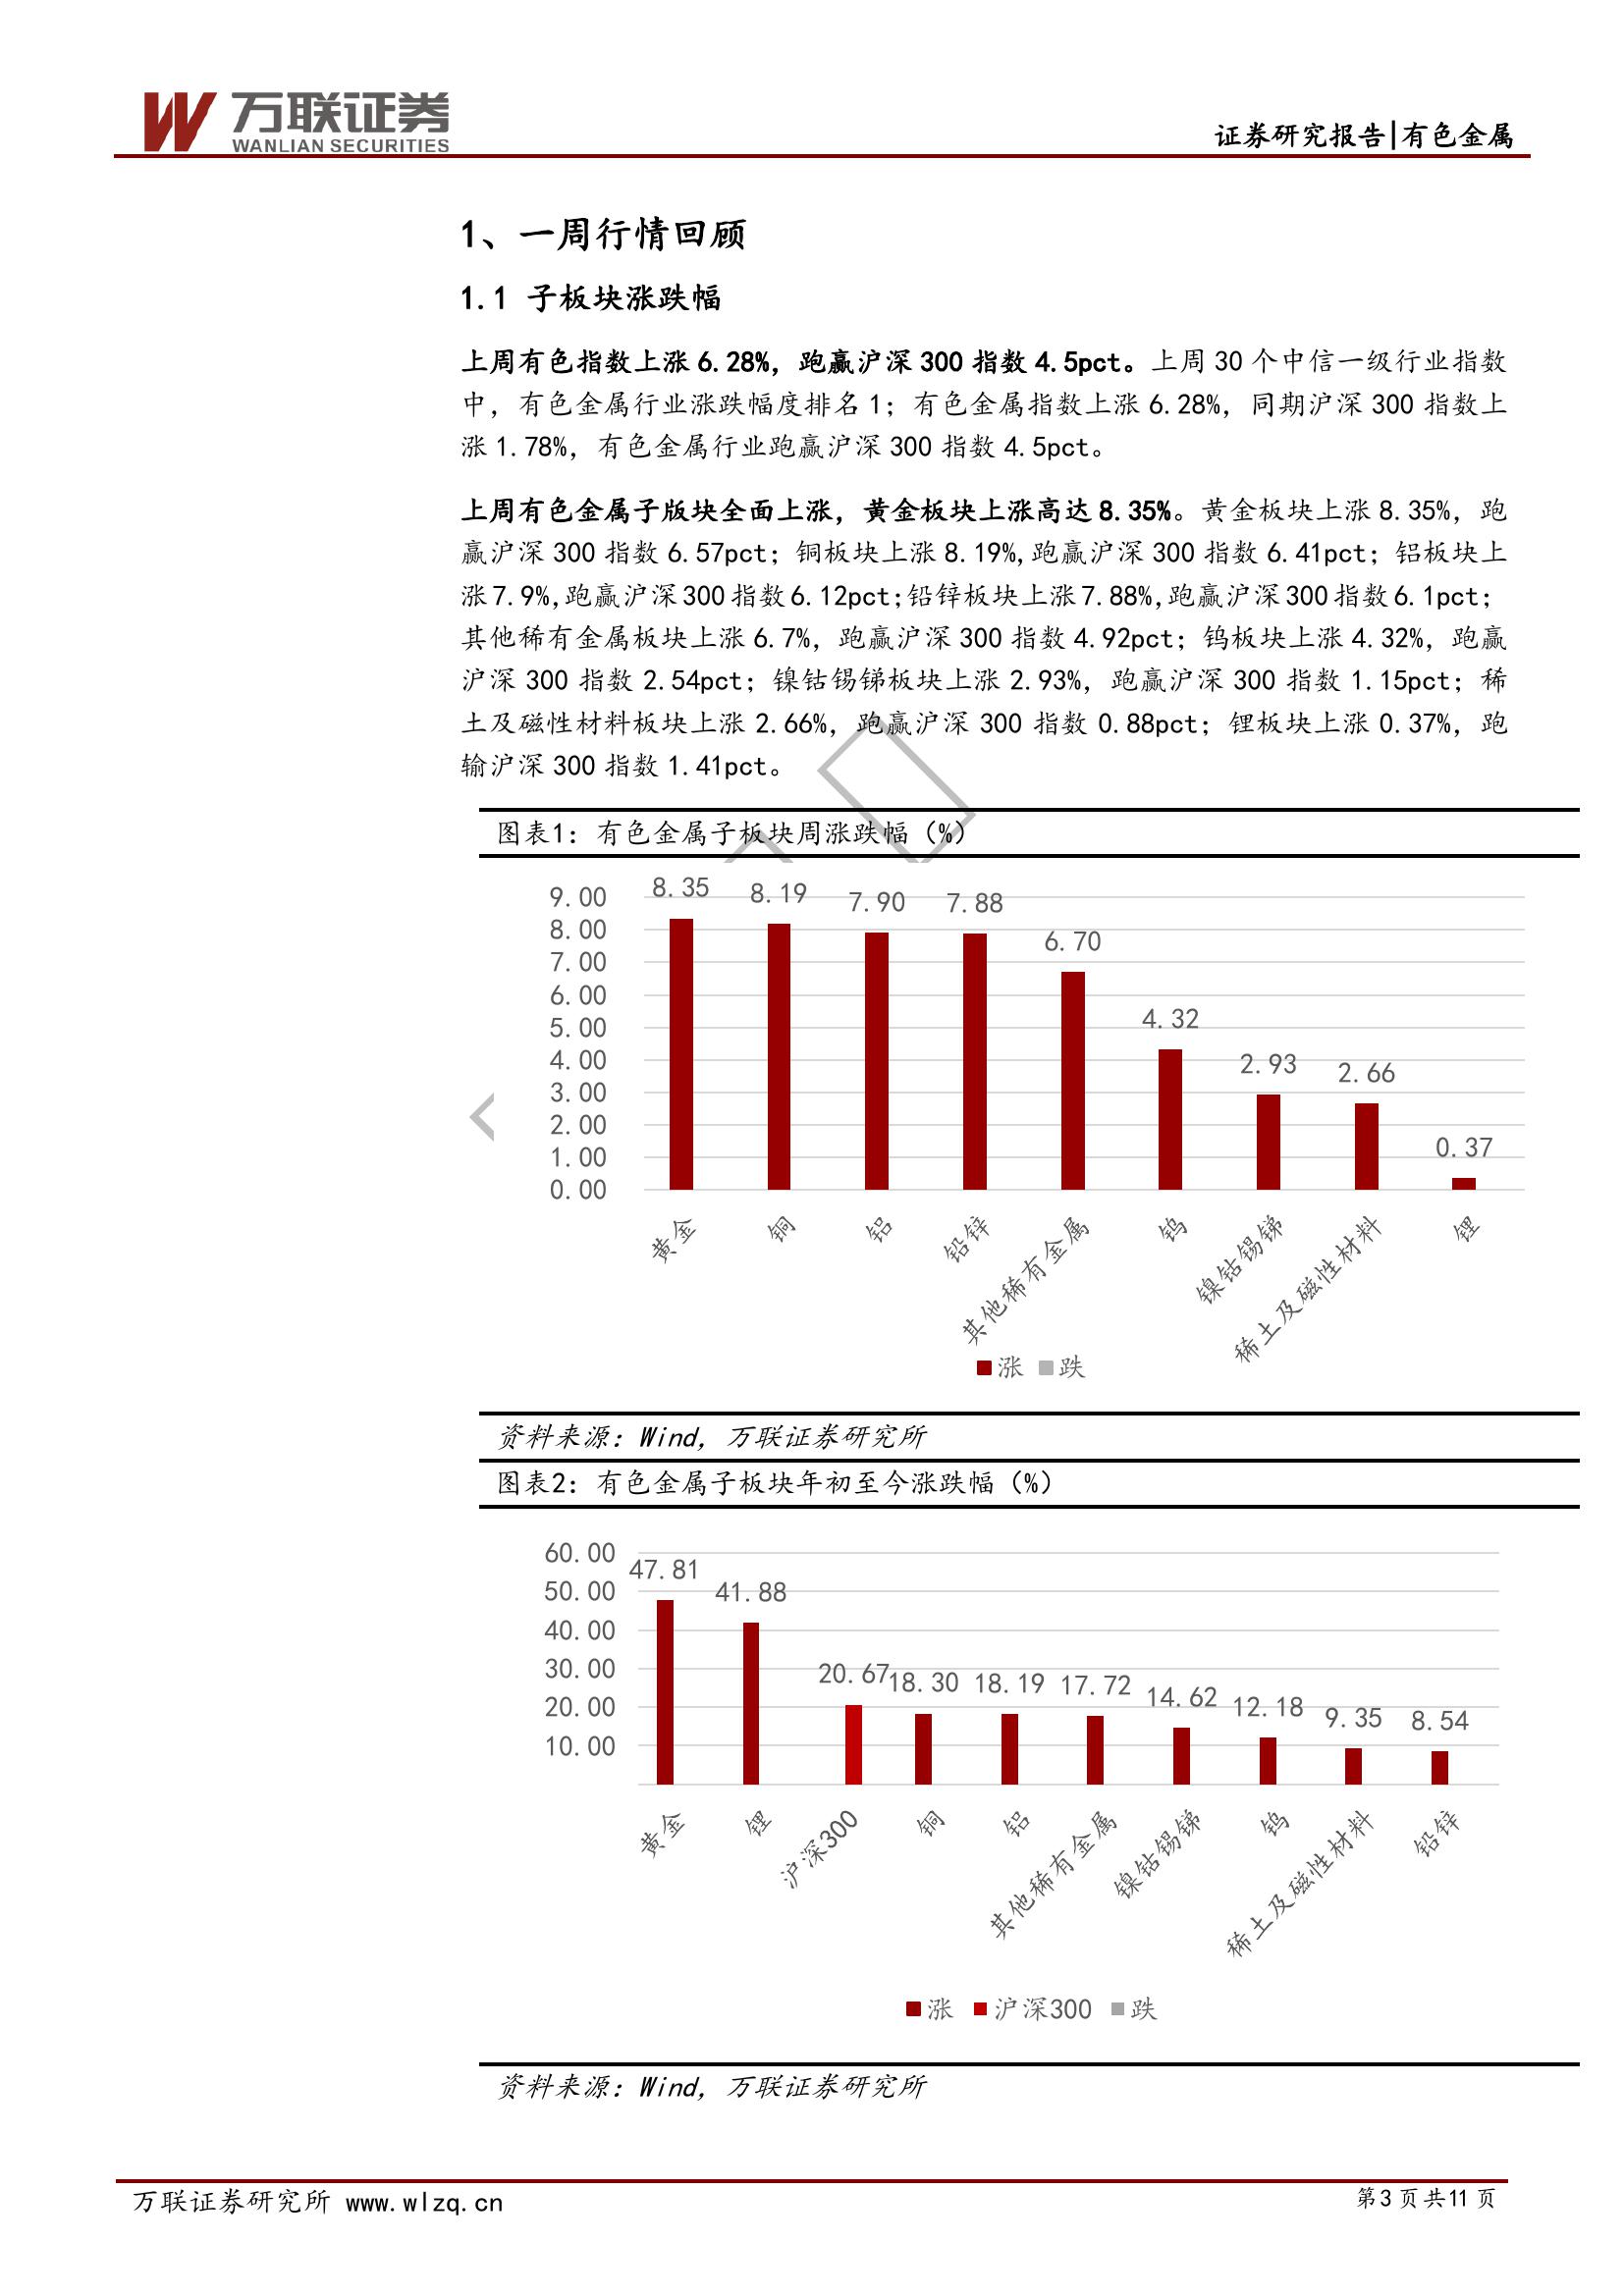 万联证券
WANLIAN SECURITIES
证券研究报告|有色金属
1、一周行情回顾
1.1 子板块涨跌幅
上周有色指数上涨 6.28%，跑赢沪深 300 指数 4.5pct。上周 30 个中信一级行业指数
中，有色金属行业涨跌幅度排名 1；有色金属指数上涨 6.28%，同期沪深 300 指数上
涨 1.78%，有色金属行业跑赢沪深 300 指数 4.5pct。
上周有色金属子版块全面上涨，黄金板块上涨高达 8.35%。黄金板块上涨 8.35%，跑
赢沪深 300 指数 6.57pct；铜板块上涨 8.19%,跑赢沪深 300 指数 6.41pct；铝板块上
涨 7.9%,跑赢沪深 300 指数 6.12pct;铅锌板块上涨 7.88%,跑赢沪深 300 指数 6.1pct；
其他稀有金属板块上涨 6.7%，跑赢沪深 300 指数 4.92pct；钨板块上涨 4.32%，跑赢
沪深 300 指数 2.54pct；镍钴锡锑板块上涨 2.93%，跑赢沪深 300 指数 1.15pct；稀
土及磁性材料板块上涨 2.66%，跑赢沪深 300 指数 0.88pct；锂板块上涨 0.37%，跑
输沪深 300 指数 1.41pct。
图表1：有色金属子板块周涨跌幅（%）
9.00
8.00
7.00
6.00
5.00
4.00
3.00
2.00
1.00
0.00
8.35
8.19
7.90
7.88
6.70
4.32
2.93
2.66
0.37
黄金
铜
铝
铅锌
其他稀有金属
钨
镍钴锡锑
稀土及磁性材料
锂
涨 跌
资料来源：Wind，万联证券研究所
图表2：有色金属子板块年初至今涨跌幅（%）
60.00
50.00
40.00
30.00
20.00
10.00
47.81
41.88
20.67
18.30
18.19
17.72
14.62
12.18
9.35
8.54
黄金
锂
沪深300
铜
铝
其他稀有金属
镍钴锡锑
钨
稀土及磁性材料
铅锌
涨 沪深300 跌
资料来源：Wind，万联证券研究所
万联证券研究所 www.wlzq.cn
第 3 页 共 11 页